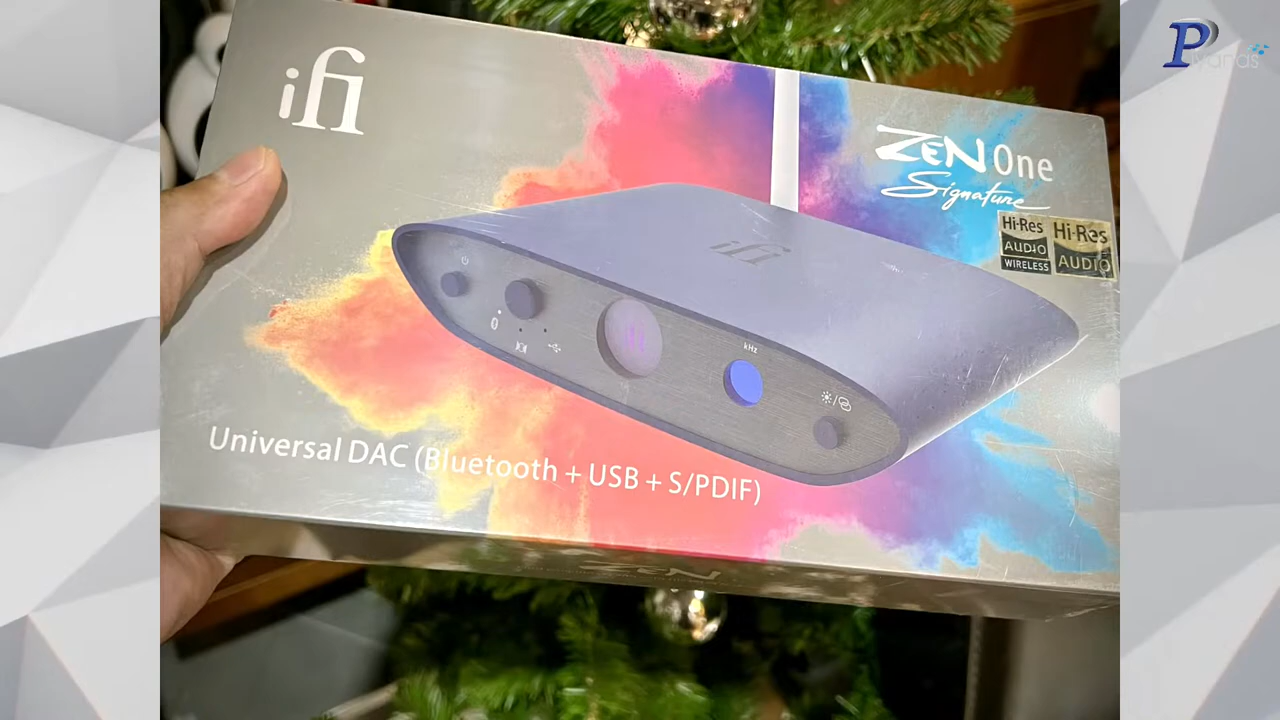 ifi
Piyanas
ZEN One
Signature
Hi-Res
AUDIO
WIRELESS
Hi-Res
AUDIO
ifi
kHz
Universal DAC (Bluetooth + USB + S/PDIF)
ZEN